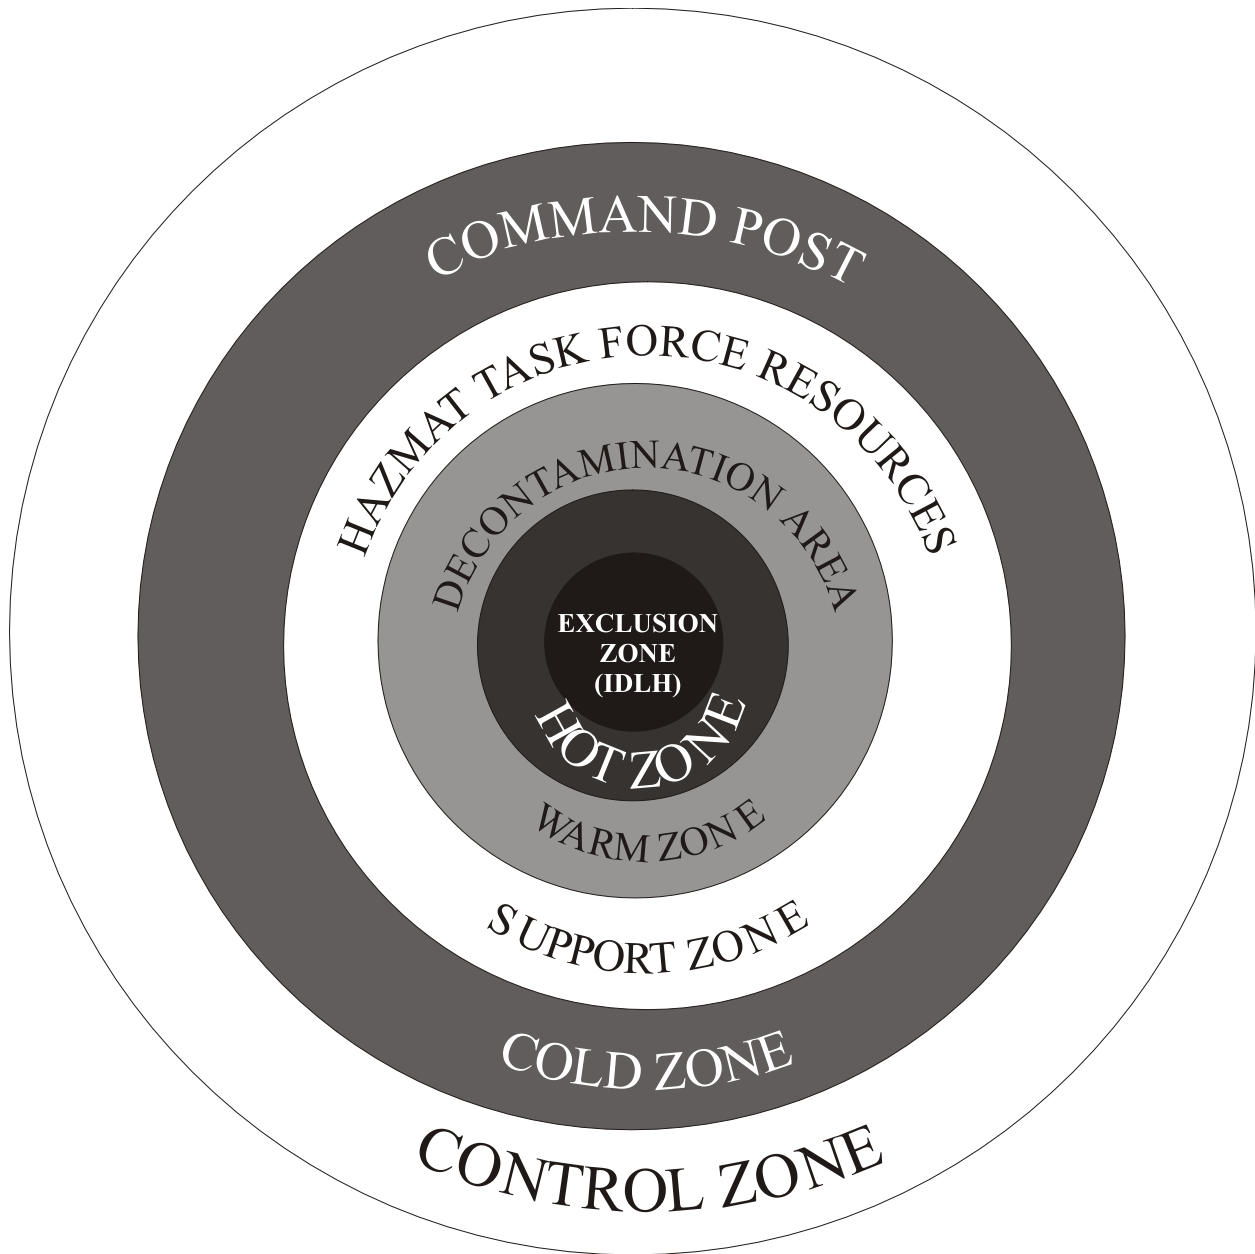 COMMAND POST
HAZMAT TASK FORCE RESOURCES
DECONTAMINATION AREA
EXCLUSION
ZONE
(IDLH)
HOT ZONE
WARM ZONE
SUPPORT ZONE
COLD ZONE
CONTROL ZONE